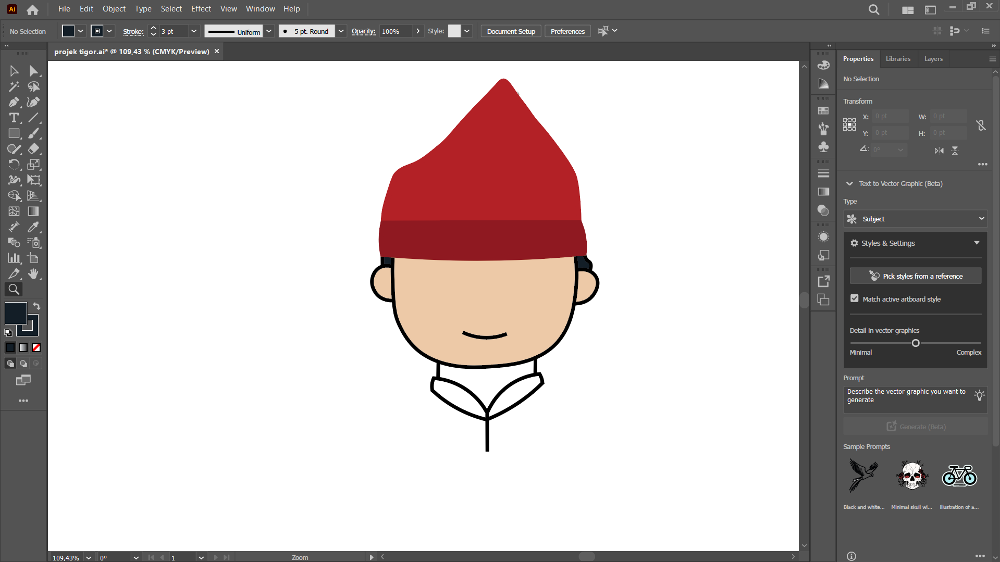 Ai File Edit Object Type Select Effect View Window Help
No Selection Stroke: 3 pt Uniform 5 pt. Round Opacity: 100% Style: Document Setup Preferences
projek tigor.ai* @ 109,43 % (CMYK/Preview) ×
Properties Libraries Layers
No Selection
Transform
X: 0 pt W: 0 pt
Y: 0 pt H: 0 pt
0°
Text to Vector Graphic (Beta)
Type
Subject
Styles & Settings
Pick styles from a reference
Match active artboard style
Detail in vector graphics
Minimal Complex
Prompt
Describe the vector graphic you want to
generate
Generate (Beta)
Sample Prompts
Black and white... Minimal skull wi... illustration of a...
109,43% 0° 1 Zoom